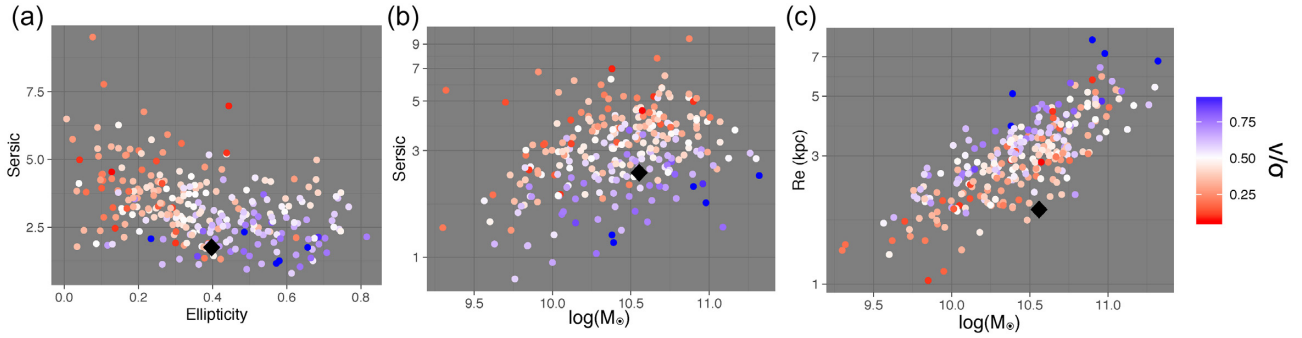 (a)
Sersic
7.5
5.0
2.5
0.0
0.2
0.4
0.6
0.8
Ellipticity
(b)
Sersic
9
7
5
3
1
9.5
10.0
10.5
11.0
log(M☉)
(c)
Re (kpc)
7
5
3
1
9.5
10.0
10.5
11.0
log(M☉)
0.75
0.50
0.25
v/σ